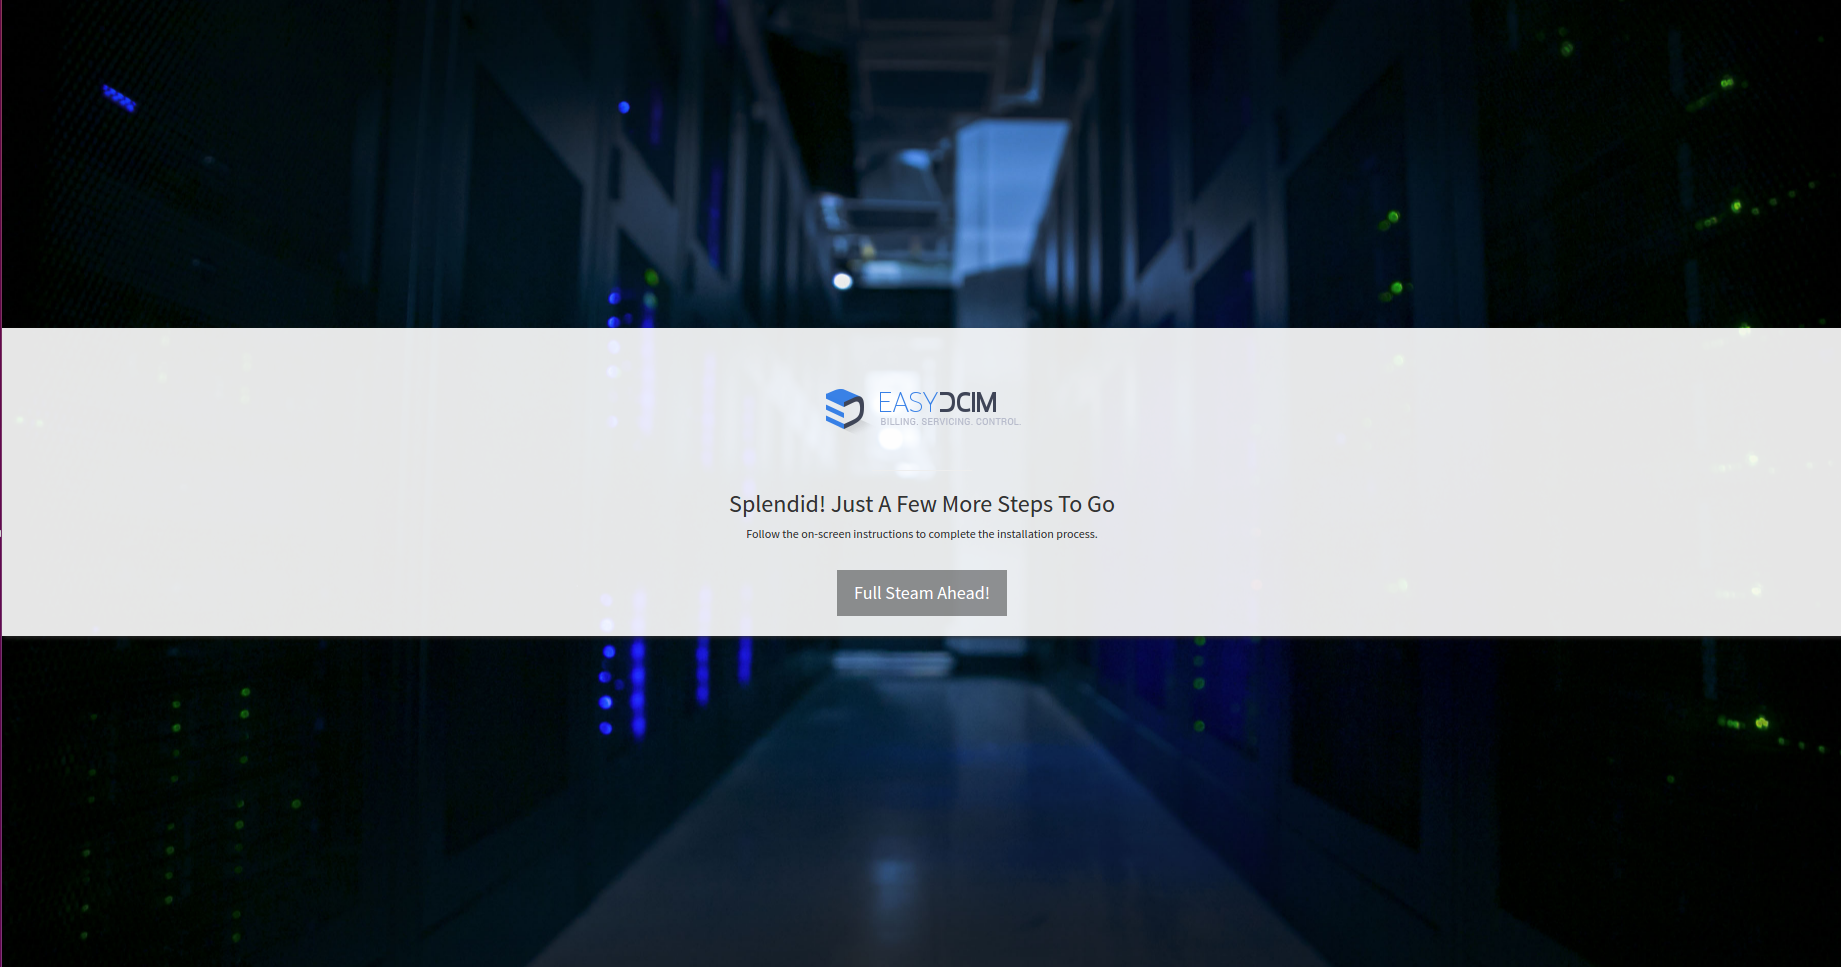 EASYDCIM
BILLING. SERVICING. CONTROL.
Splendid! Just A Few More Steps To Go
Follow the on-screen instructions to complete the installation process.
Full Steam Ahead!